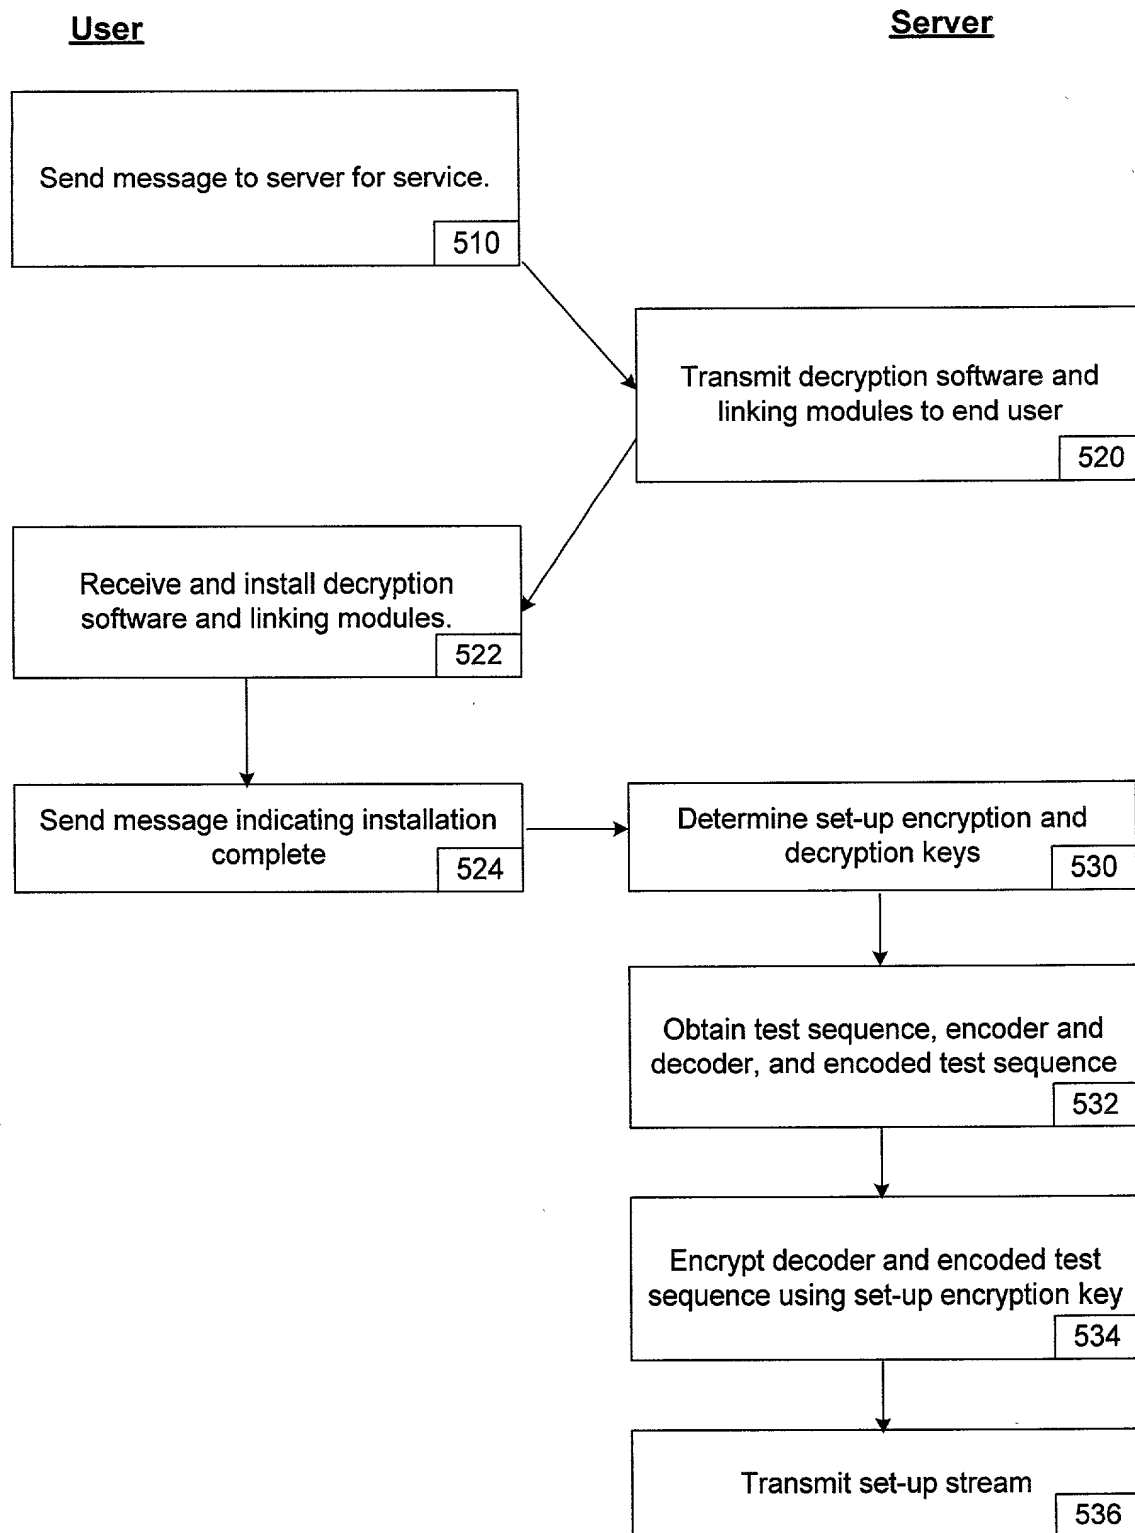 User
Server
Send message to server for service.
510
Transmit decryption software and
linking modules to end user
520
Receive and install decryption
software and linking modules.
522
Send message indicating installation
complete
524
Determine set-up encryption and
decryption keys
530
Obtain test sequence, encoder and
decoder, and encoded test sequence
532
Encrypt decoder and encoded test
sequence using set-up encryption key
534
Transmit set-up stream
536